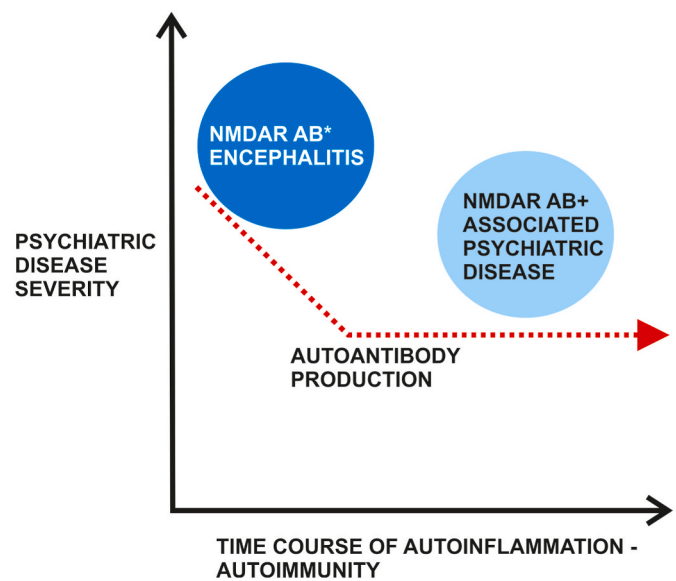 NMDAR AB*
ENCEPHALITIS
NMDAR AB+
ASSOCIATED
PSYCHIATRIC
DISEASE
PSYCHIATRIC
DISEASE
SEVERITY
AUTOANTIBODY
PRODUCTION
TIME COURSE OF AUTOINFLAMMATION -
AUTOIMMUNITY